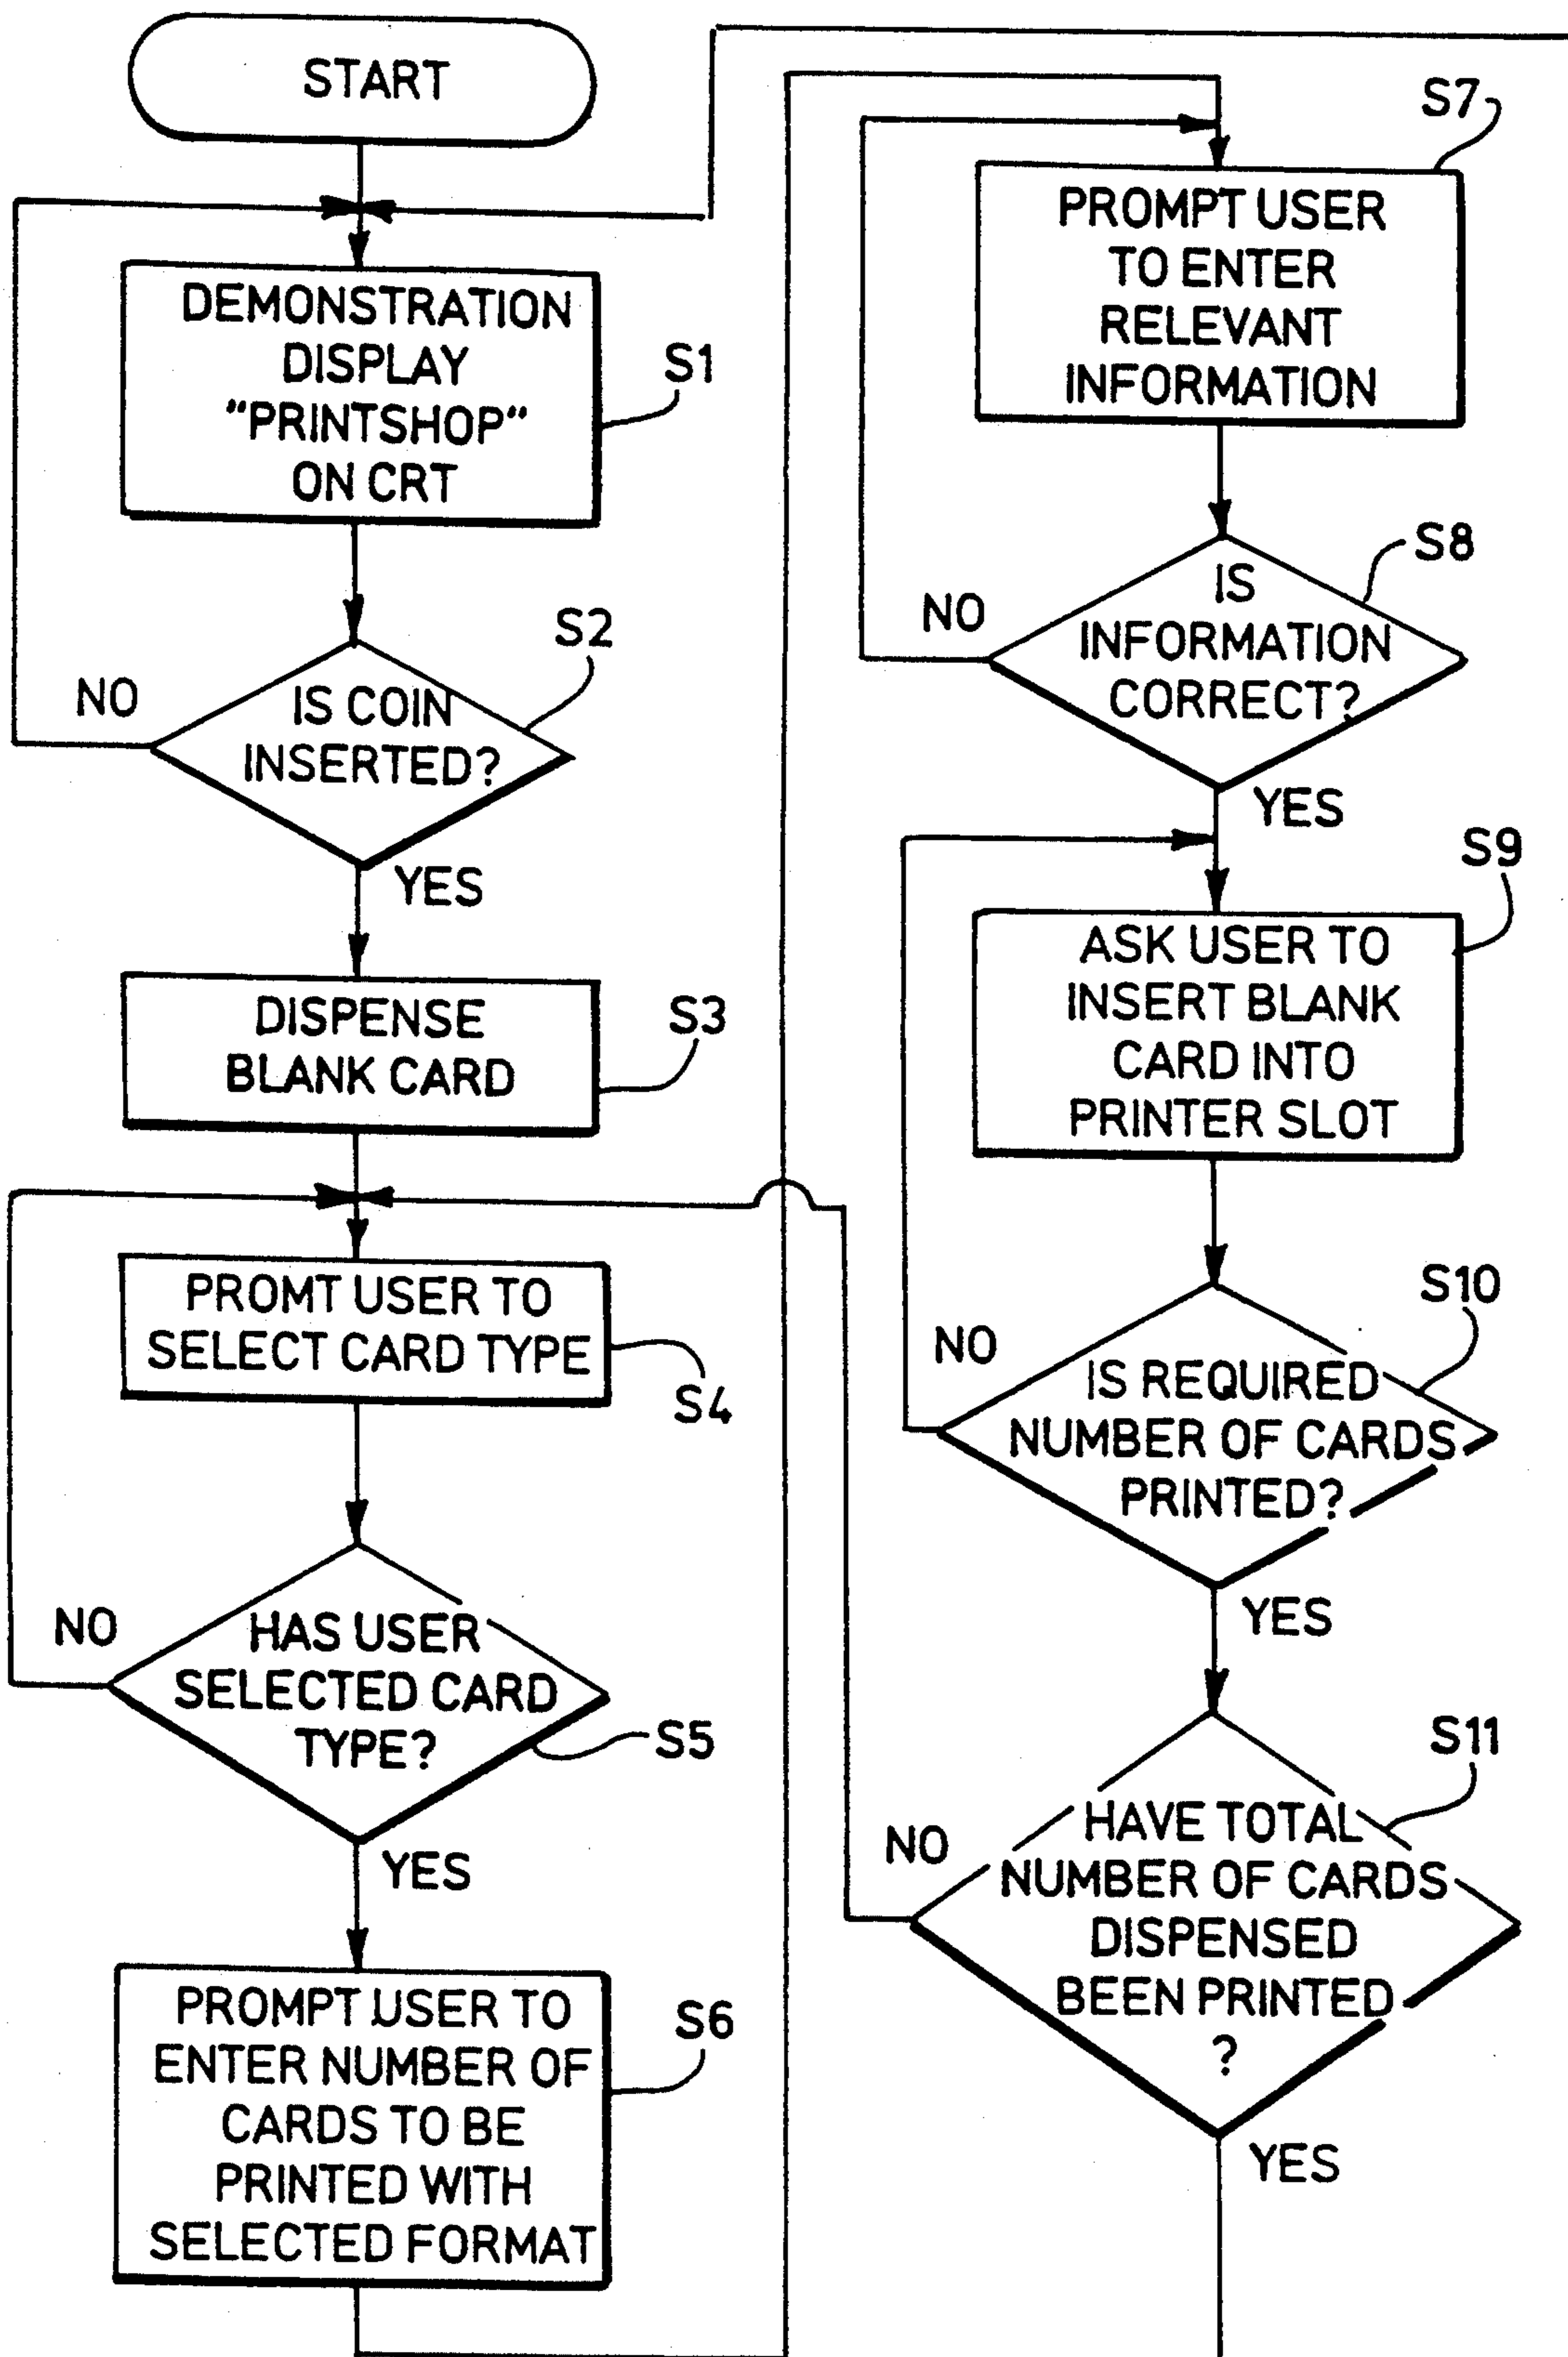 START
DEMONSTRATION
DISPLAY
"PRINTSHOP"
ON CRT
S1
IS COIN
INSERTED?
S2
NO
YES
DISPENSE
BLANK CARD
S3
PROMT USER TO
SELECT CARD TYPE
S4
HAS USER
SELECTED CARD
TYPE?
S5
NO
YES
PROMPT USER TO
ENTER NUMBER OF
CARDS TO BE
PRINTED WITH
SELECTED FORMAT
S6
S7
PROMPT USER
TO ENTER
RELEVANT
INFORMATION
S8
IS
INFORMATION
CORRECT?
NO
YES
S9
ASK USER TO
INSERT BLANK
CARD INTO
PRINTER SLOT
S10
IS REQUIRED
NUMBER OF CARDS
PRINTED?
NO
YES
S11
HAVE TOTAL
NUMBER OF CARDS
DISPENSED
BEEN PRINTED
?
NO
YES